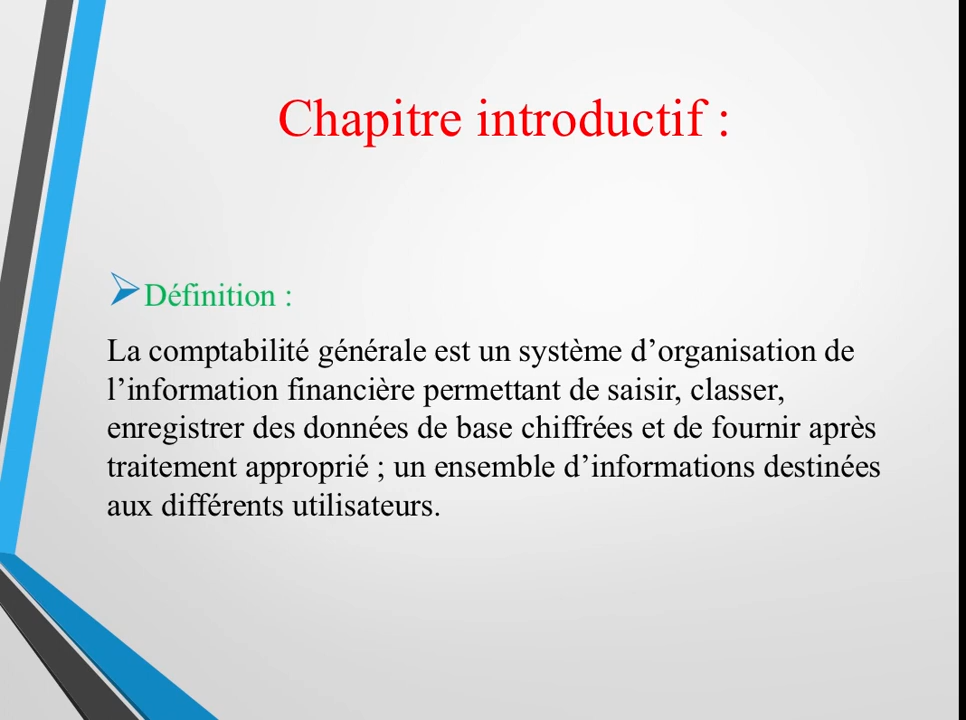 Chapitre introductif :
Définition :
La comptabilité générale est un système d’organisation de
l’information financière permettant de saisir, classer,
enregistrer des données de base chiffrées et de fournir après
traitement approprié ; un ensemble d’informations destinées
aux différents utilisateurs.